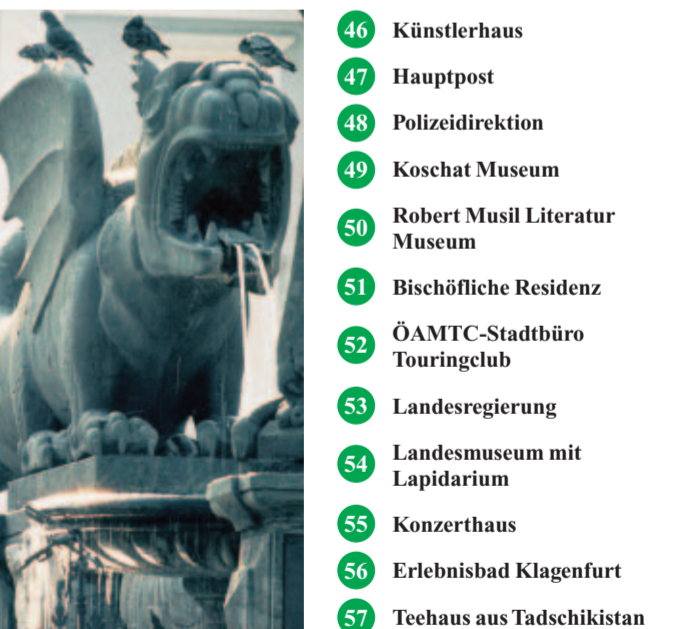 46 Künstlerhaus
47 Hauptpost
48 Polizeidirektion
49 Koschat Museum
50 Robert Musil Literatur
Museum
51 Bischöfliche Residenz
52 ÖAMTC-Stadtbüro
Touringclub
53 Landesregierung
54 Landesmuseum mit
Lapidarium
55 Konzerthaus
56 Erlebnisbad Klagenfurt
57 Teehaus aus Tadschikistan